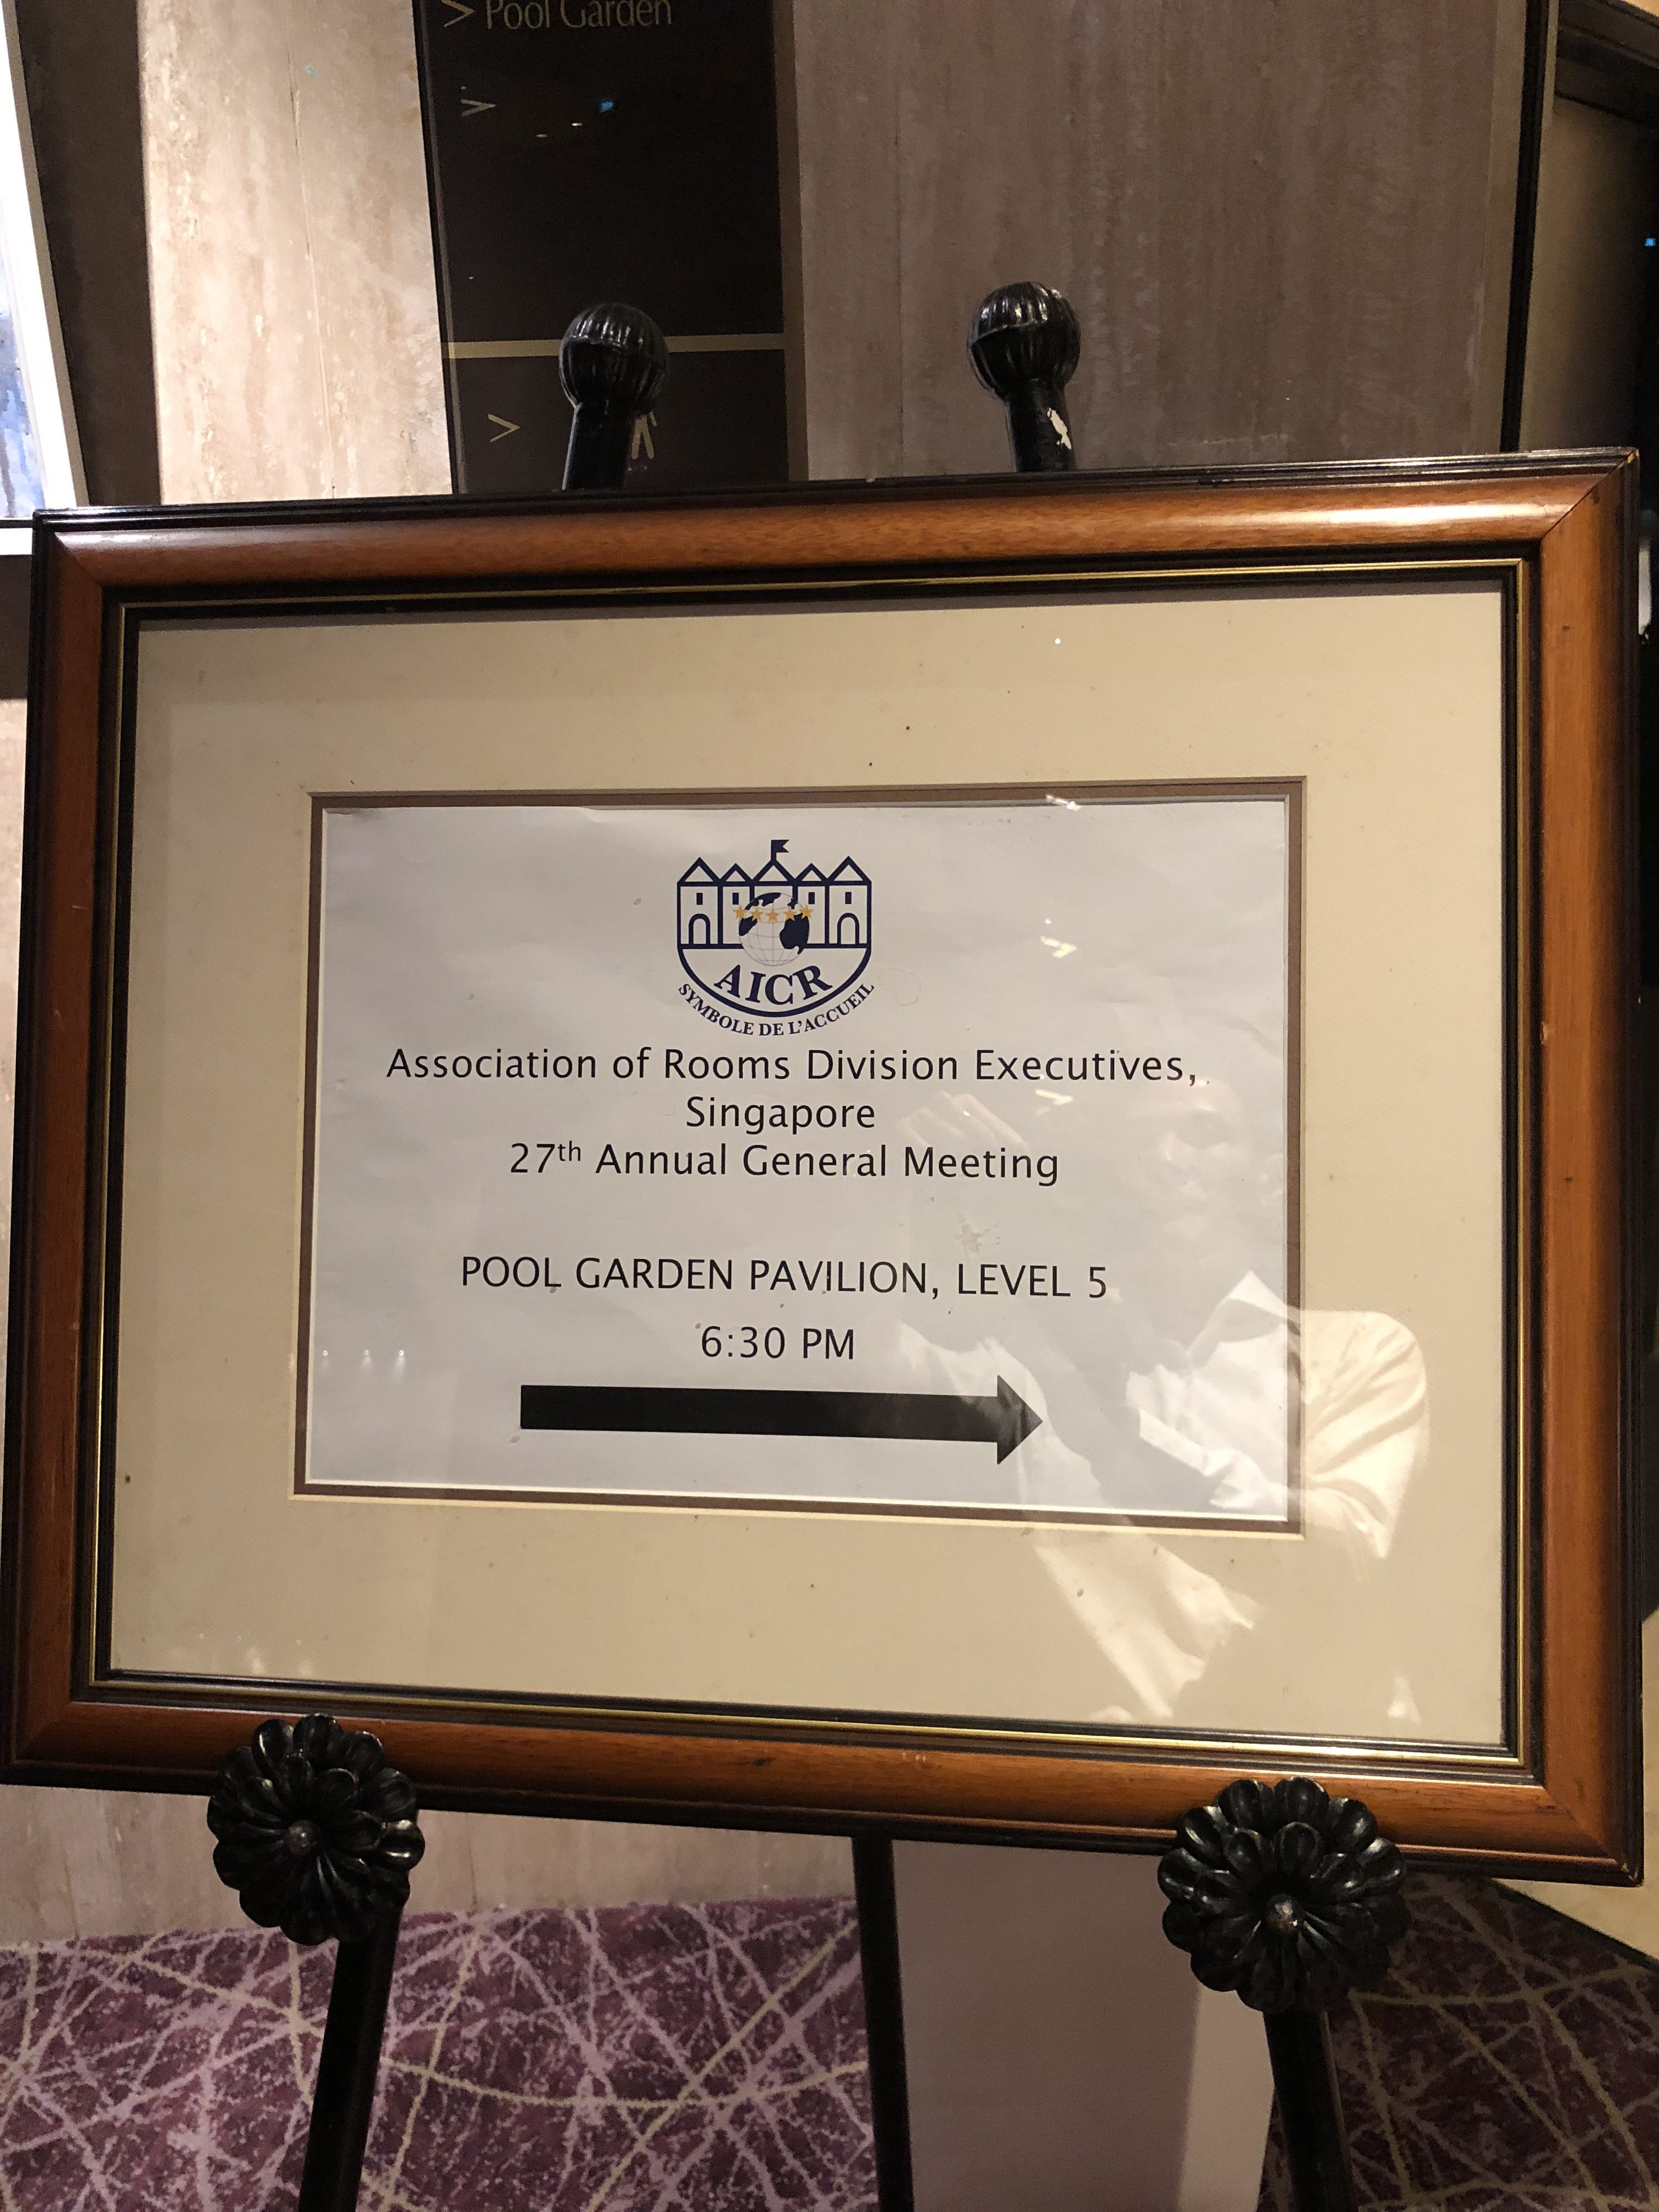 > Pool Garden
>
>
AICR
SYMBOLE DE L'ACCUEIL
Association of Rooms Division Executives,
Singapore
27th Annual General Meeting
POOL GARDEN PAVILION, LEVEL 5
6:30 PM